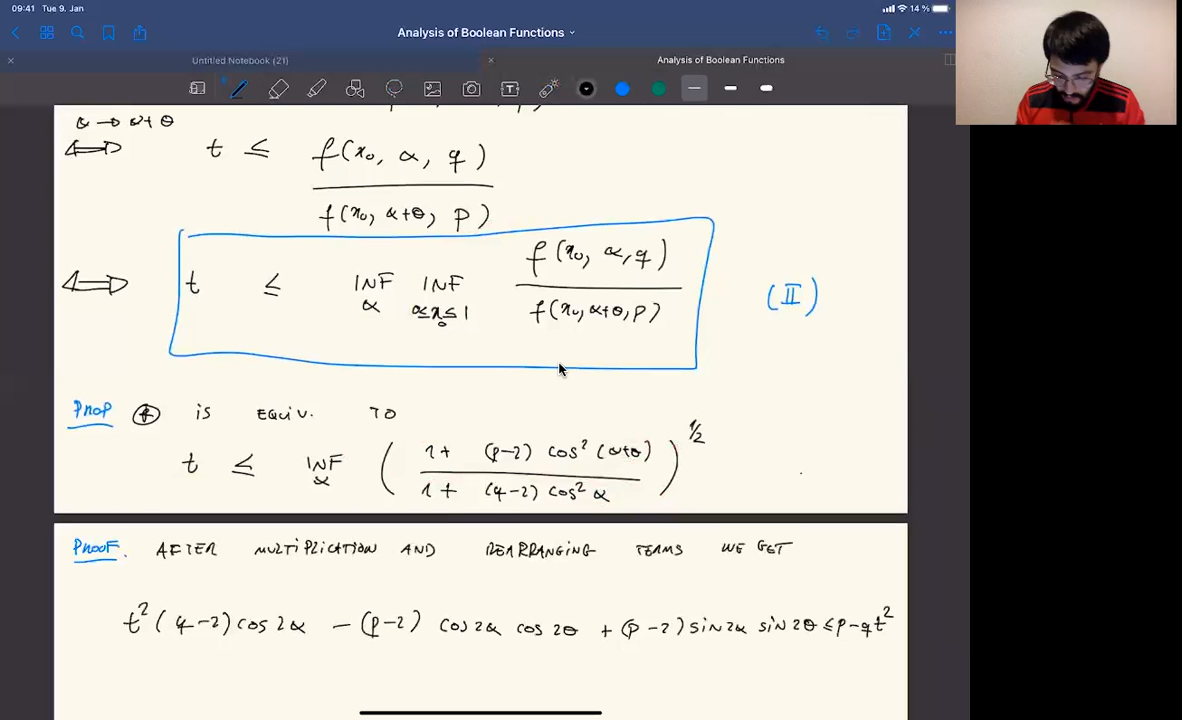 09:41 Tue 9. Jan
14 %
Analysis of Boolean Functions
Untitled Notebook (21)
Analysis of Boolean Functions
α → α+θ
⟺ t ≤ f(x₀, α, q) / f(x₀, α+θ, p)
⟺ t ≤ INF α INF 0≤x₀≤1 f(x₀, α, q) / f(x₀, α+θ, p) (II)
PROP is EQUIV. TO
t ≤ INF α ( 1 + (p-2) cos² (α+θ) / 1 + (q-2) cos² α )^1/2
PROOF. AFTER MULTIPLICATION AND REARRANGING TERMS WE GET
t² (q-2) cos 2α - (p-2) cos 2α cos 2θ + (p-2) sin 2α sin 2θ ≤ p-qt²